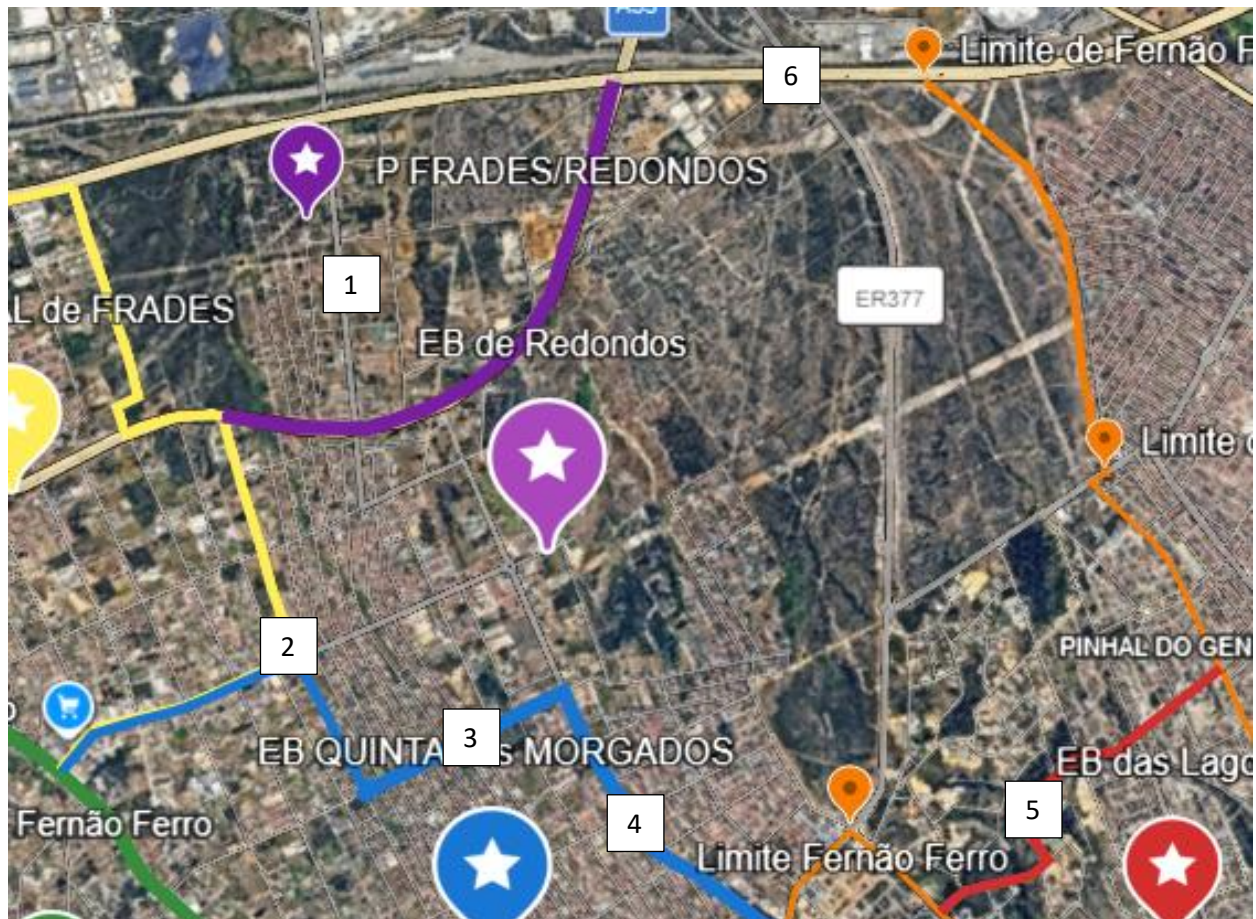 A33
6
Limite de Fernão F
P FRADES/REDONDOS
1
ER377
AL de FRADES
EB de Redondos
Limite
2
PINHAL DO GEN
3
EB QUINTA
s MORGADOS
EB das Lago
5
4
Fernão Ferro
Limite Fernão Ferro